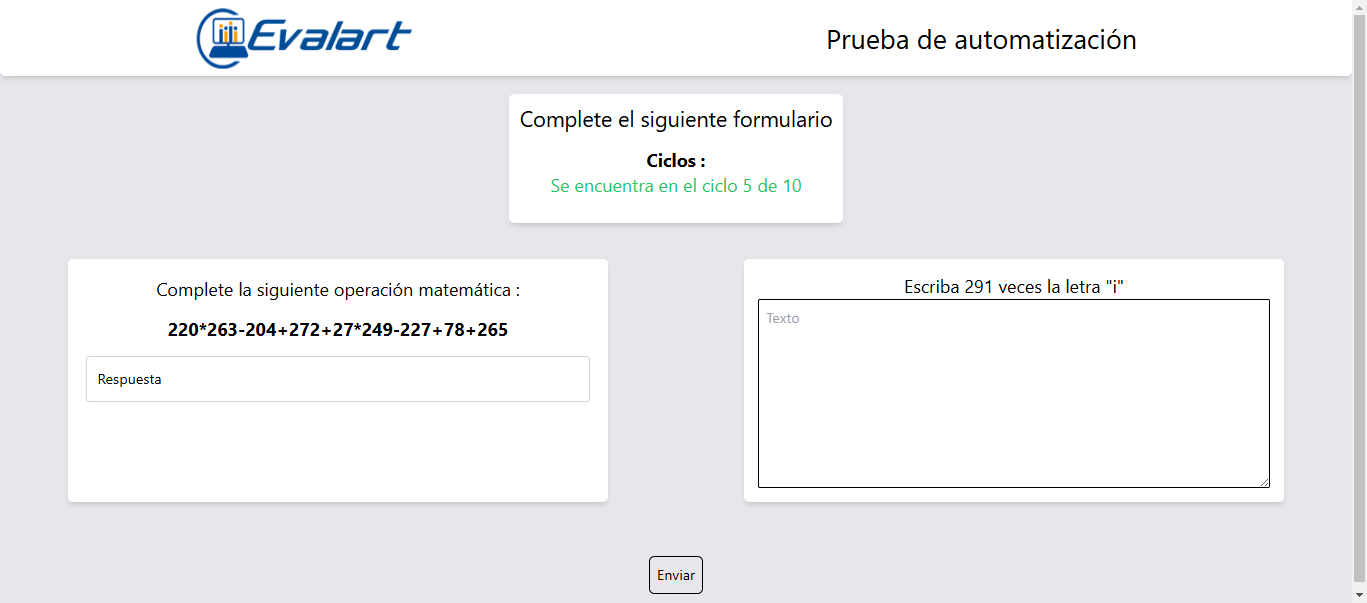 Evalart
Prueba de automatización
Complete el siguiente formulario
Ciclos :
Se encuentra en el ciclo 5 de 10
Complete la siguiente operación matemática :
220*263-204+272+27*249-227+78+265
Respuesta
Escriba 291 veces la letra "i"
Texto
Enviar